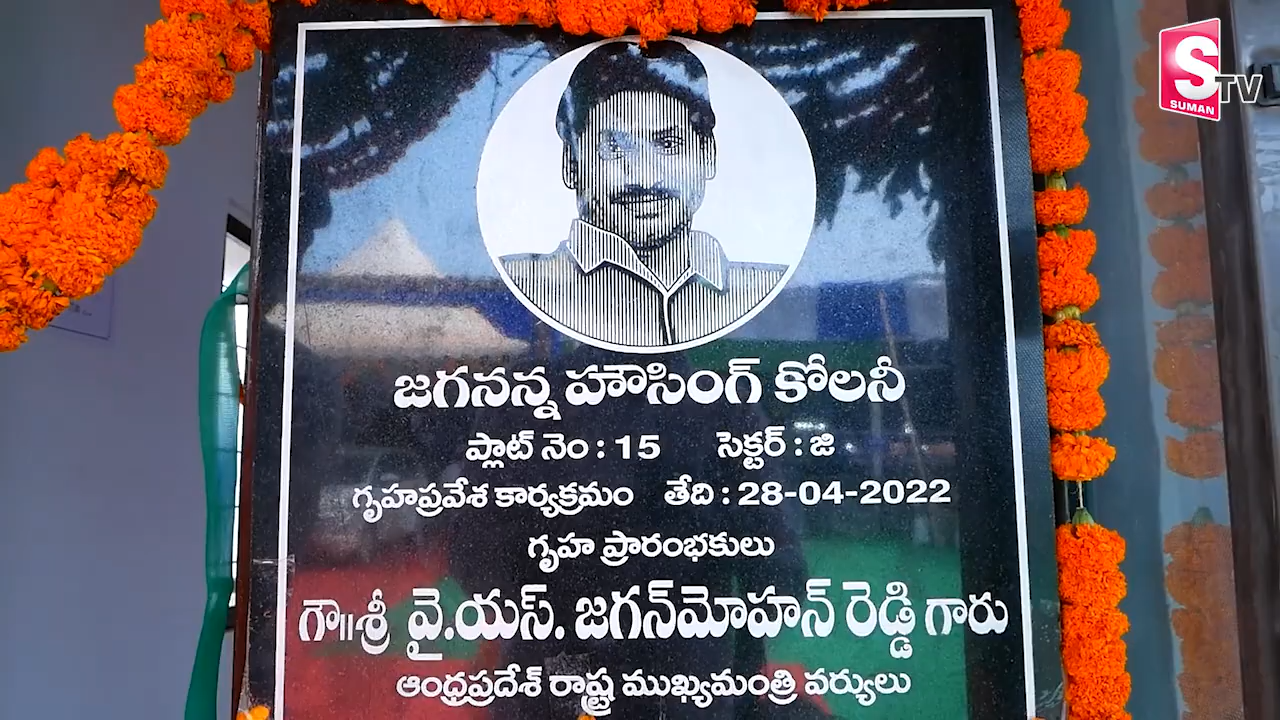 S TV
SUMAN
జగనన్న హౌసింగ్ కోలనీ
ప్లాట్ నెం : 15 సెక్టర్ : జి
గృహప్రవేశ కార్యక్రమం తేది : 28-04-2022
గృహ ప్రారంభకులు
గౌ||శ్రీ వై.యస్. జగన్‌మోహన్ రెడ్డి గారు
ఆంధ్రప్రదేశ్ రాష్ట్ర ముఖ్యమంత్రి వర్యులు